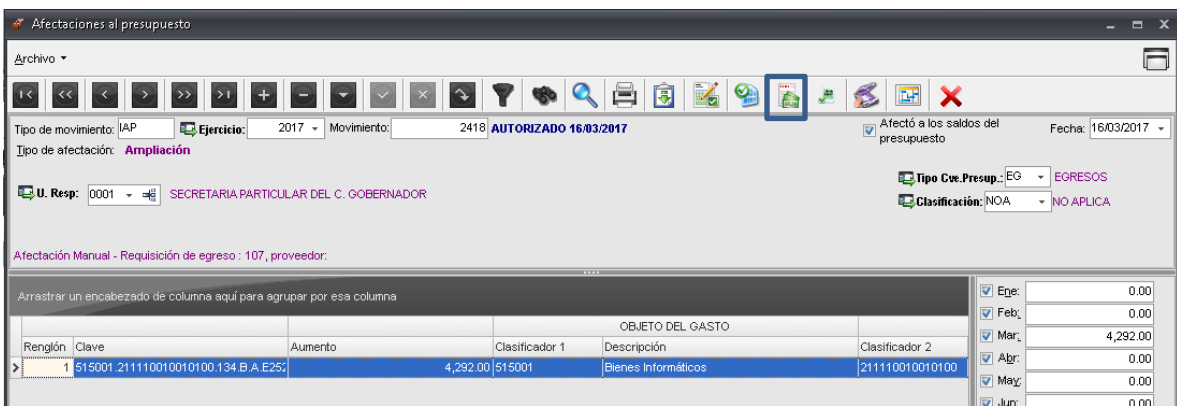 Afectaciones al presupuesto
Archivo
Tipo de movimiento: IAP Ejercicio: 2017 Movimiento: 2418 AUTORIZADO 16/03/2017 Afectó a los saldos del presupuesto Fecha: 16/03/2017
Tipo de afectación: Ampliación
U. Resp: 0001 SECRETARIA PARTICULAR DEL C. GOBERNADOR
Tipo Cve.Presup.: EG EGRESOS
Clasificación: NOA NO APLICA
Afectación Manual - Requisición de egreso : 107, proveedor:
Arrastrar un encabezado de columna aquí para agrupar por esa columna
OBJETO DEL GASTO
Renglón Clave Aumento Clasificador 1 Descripción Clasificador 2
1 515001.211110010010100.134.B.A.E252 4,292.00 515001 Bienes Informáticos 211110010010100
Ene: 0.00
Feb: 0.00
Mar: 4,292.00
Abr: 0.00
May: 0.00
Jun: 0.00